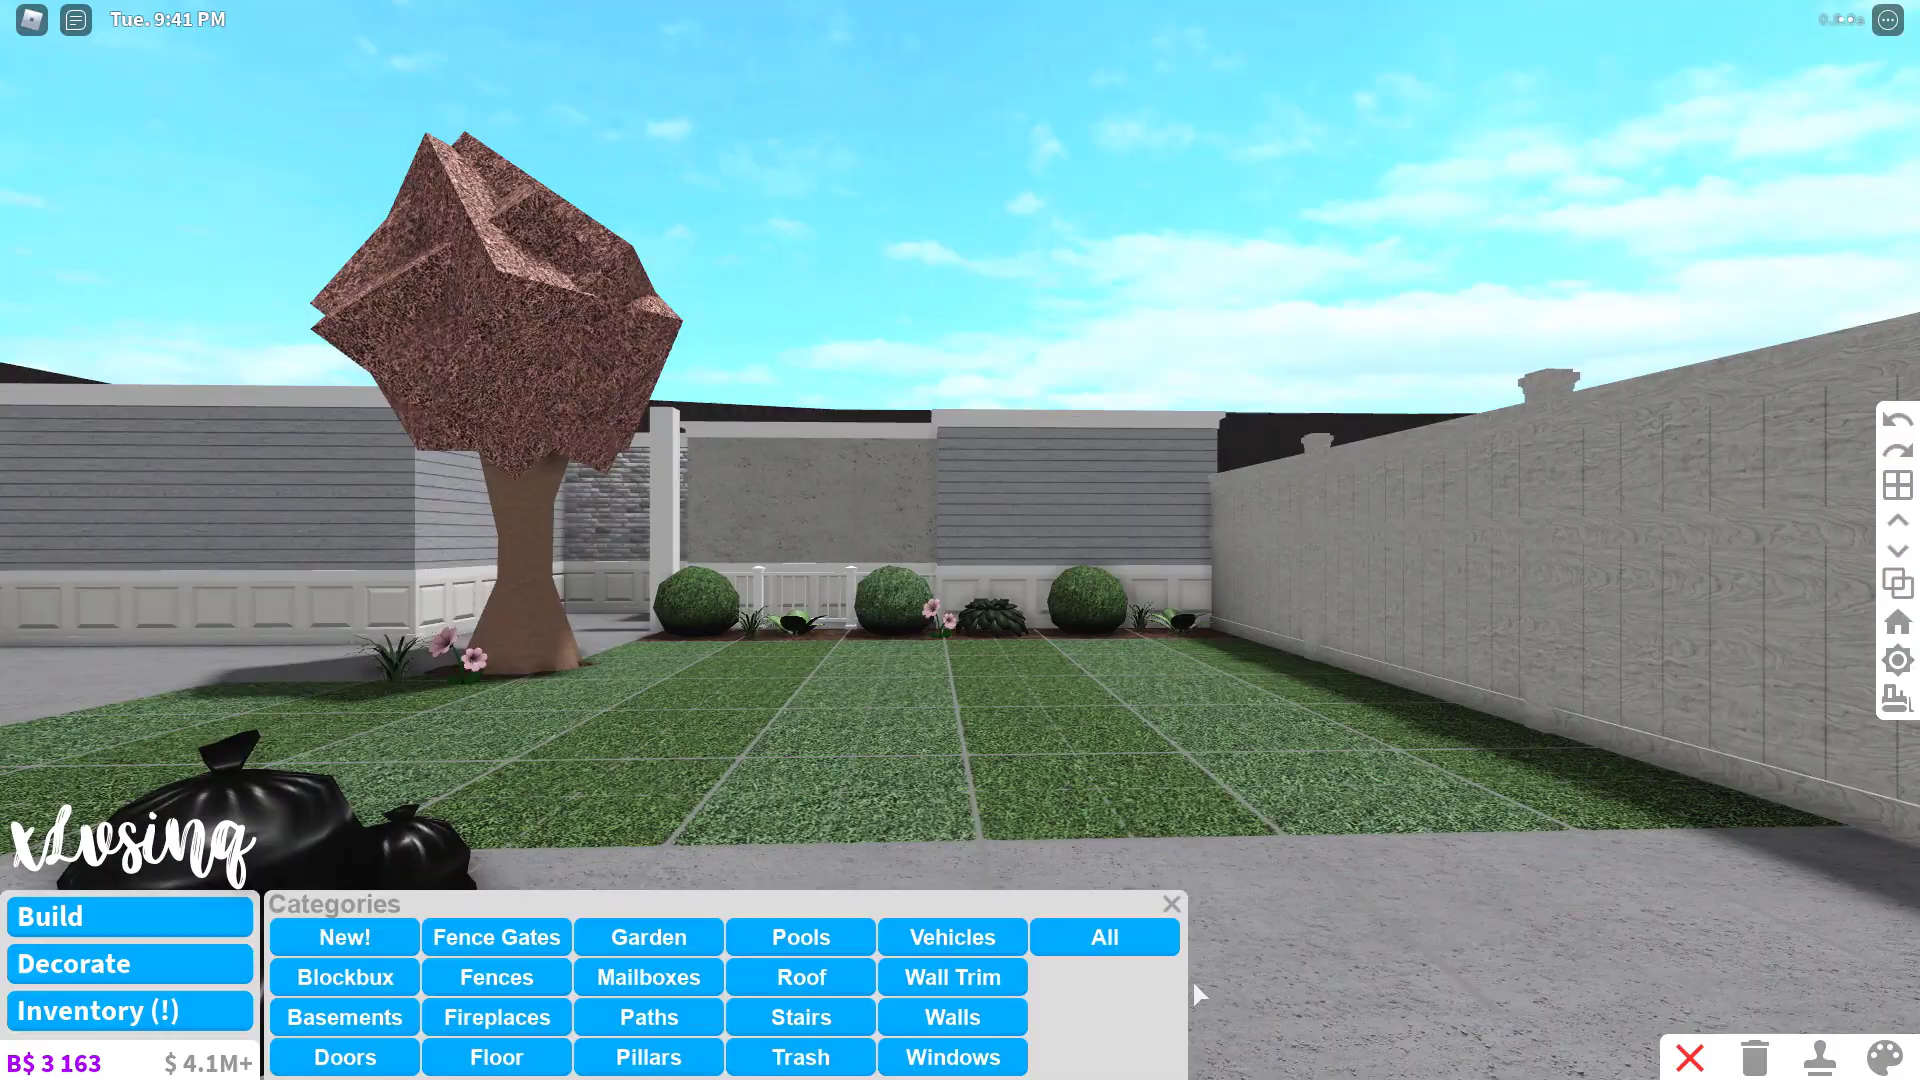 Tue. 9:41 PM
xLvsinq
Build
Decorate
Inventory (!)
B$ 3 163
$ 4.1M+
Categories
New!
Fence Gates
Garden
Pools
Vehicles
All
Blockbux
Fences
Mailboxes
Roof
Wall Trim
Basements
Fireplaces
Paths
Stairs
Walls
Doors
Floor
Pillars
Trash
Windows